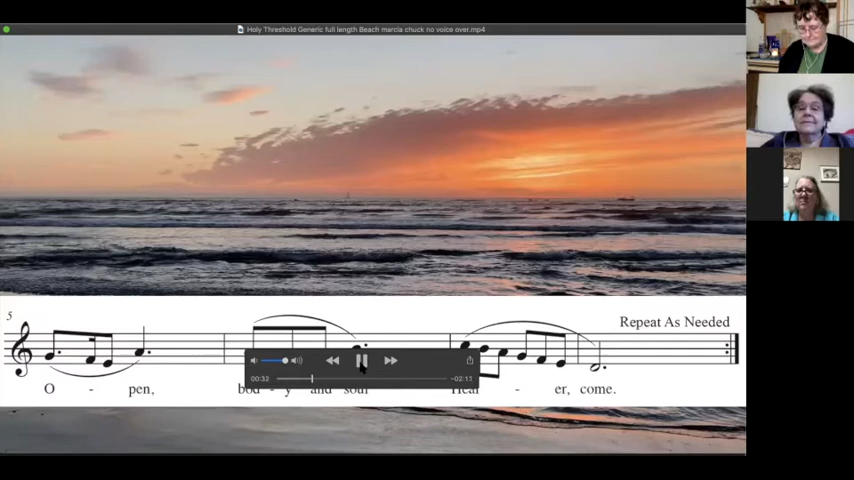 Holy Threshold Generic full length Beach marcia chuck no voice over.mp4
5
Repeat As Needed
00:32
-02:11
O - pen, bod - y and soul Heal - er, come.